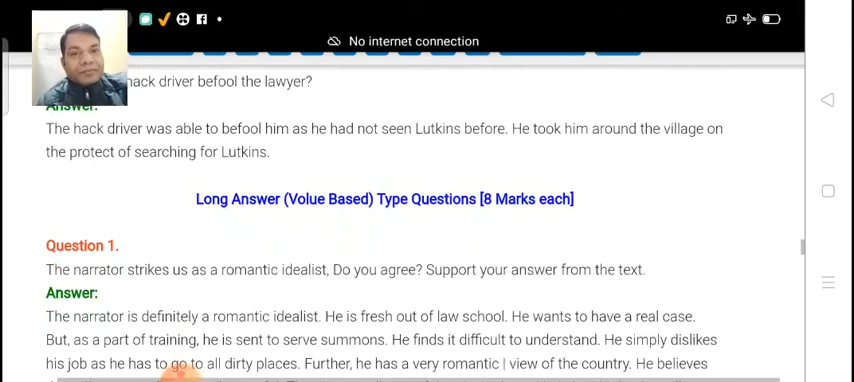 No internet connection
hack driver befool the lawyer?
Answer:
The hack driver was able to befool him as he had not seen Lutkins before. He took him around the village on
the protect of searching for Lutkins.
Long Answer (Volue Based) Type Questions [8 Marks each]
Question 1.
The narrator strikes us as a romantic idealist, Do you agree? Support your answer from the text.
Answer:
The narrator is definitely a romantic idealist. He is fresh out of law school. He wants to have a real case.
But, as a part of training, he is sent to serve summons. He finds it difficult to understand. He simply dislikes
his job as he has to go to all dirty places. Further, he has a very romantic | view of the country. He believes